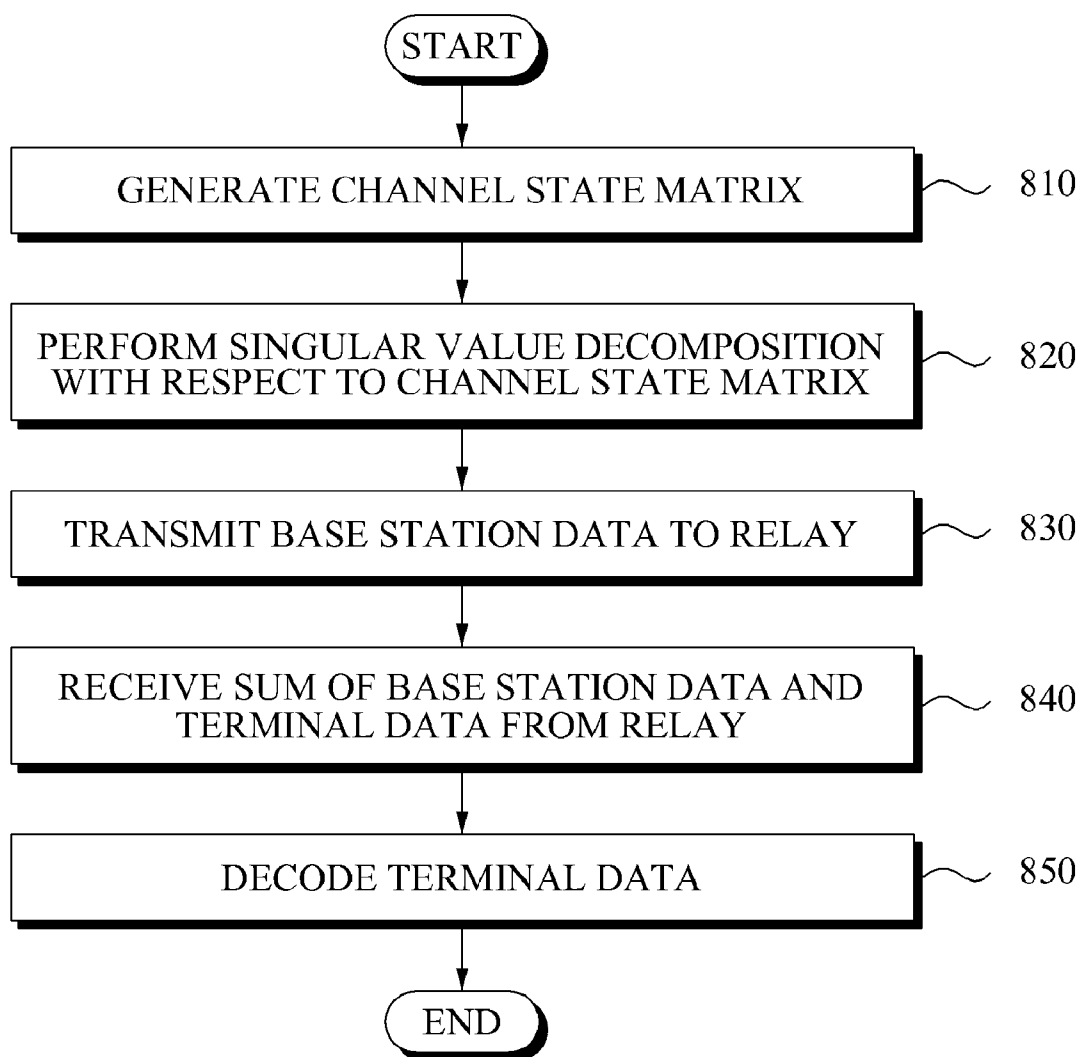 START
GENERATE CHANNEL STATE MATRIX
810
PERFORM SINGULAR VALUE DECOMPOSITION
WITH RESPECT TO CHANNEL STATE MATRIX
820
TRANSMIT BASE STATION DATA TO RELAY
830
RECEIVE SUM OF BASE STATION DATA AND
TERMINAL DATA FROM RELAY
840
DECODE TERMINAL DATA
850
END